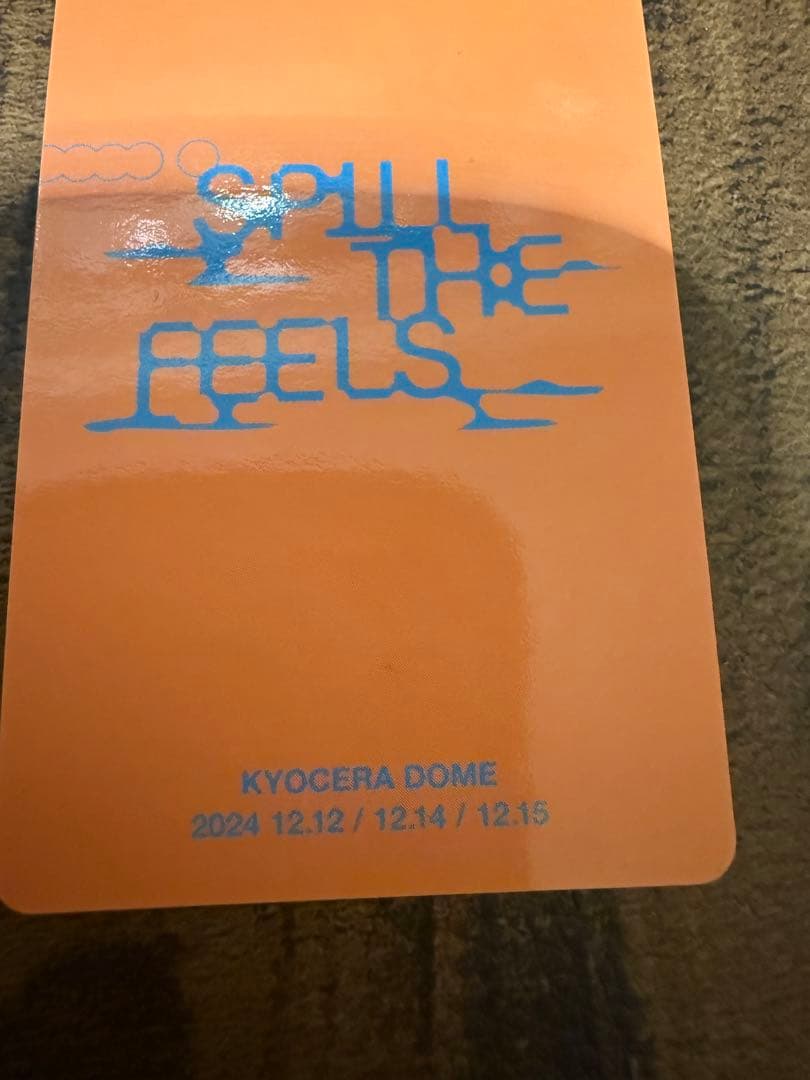 SPILL
THE
FEELS
KYOCERA DOME
2024 12.12 / 12.14 / 12.15